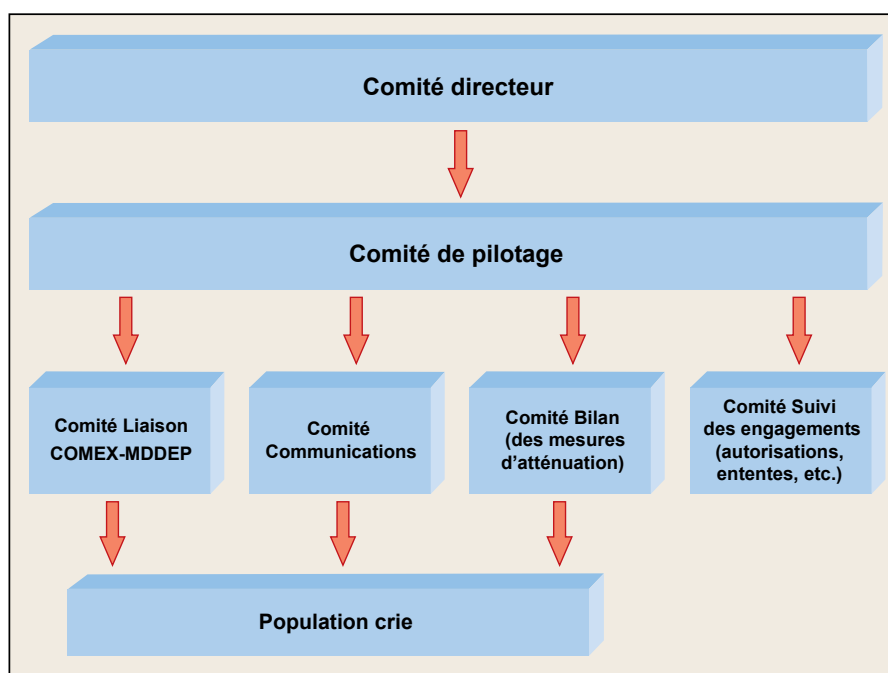 Comité directeur
Comité de pilotage
Comité Liaison
COMEX-MDDEP
Comité
Communications
Comité Bilan
(des mesures
d'atténuation)
Comité Suivi
des engagements
(autorisations,
ententes, etc.)
Population crie